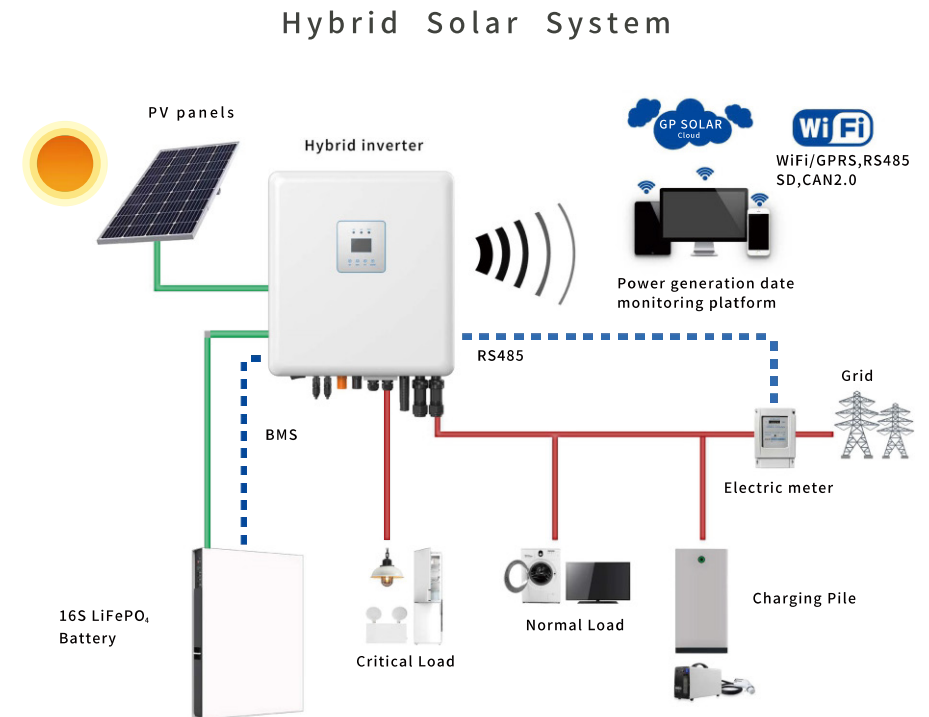 Hybrid Solar System
PV panels
Hybrid inverter
GP SOLAR
Cloud
WiFi
WiFi/GPRS,RS485
SD,CAN2.0
Power generation date
monitoring platform
RS485
Grid
BMS
Electric meter
16S LiFePO₄
Battery
Critical Load
Normal Load
Charging Pile